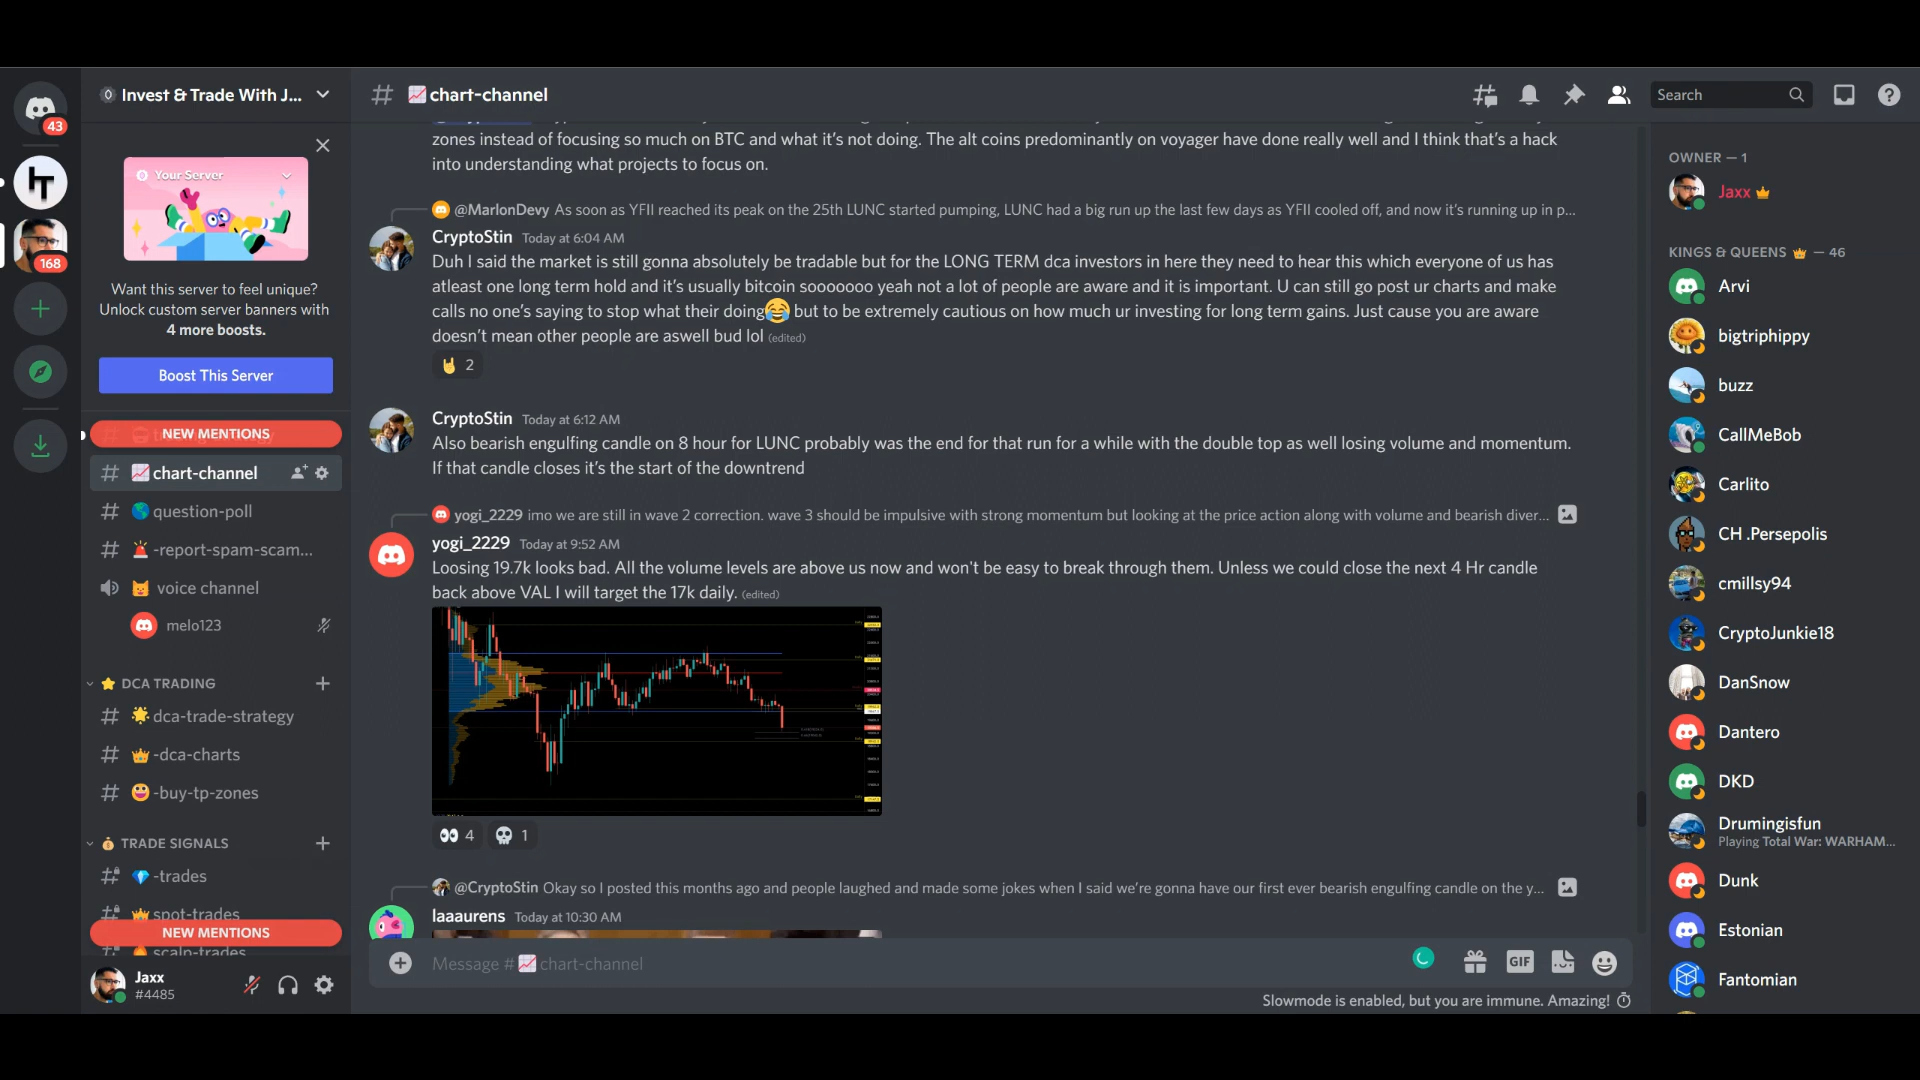 43
168
Invest & Trade With J...
Your Server
Want this server to feel unique?
Unlock custom server banners with
4 more boosts.
Boost This Server
NEW MENTIONS
# chart-channel
# question-poll
# -report-spam-scam...
voice channel
melo123
DCA TRADING
# dca-trade-strategy
# -dca-charts
# -buy-tp-zones
TRADE SIGNALS
-trades
spot-trades
NEW MENTIONS
scalp-trades
Jaxx
#4485
# chart-channel
Search
zones instead of focusing so much on BTC and what it's not doing. The alt coins predominantly on voyager have done really well and I think that's a hack
into understanding what projects to focus on.
@MarlonDevy As soon as YFII reached its peak on the 25th LUNC started pumping, LUNC had a big run up the last few days as YFII cooled off, and now it's running up in p...
CryptoStin Today at 6:04 AM
Duh I said the market is still gonna absolutely be tradable but for the LONG TERM dca investors in here they need to hear this which everyone of us has
atleast one long term hold and it's usually bitcoin sooooooo yeah not a lot of people are aware and it is important. U can still go post ur charts and make
calls no one's saying to stop what their doing😂 but to be extremely cautious on how much ur investing for long term gains. Just cause you are aware
doesn't mean other people are aswell bud lol (edited)
🤘 2
CryptoStin Today at 6:12 AM
Also bearish engulfing candle on 8 hour for LUNC probably was the end for that run for a while with the double top as well losing volume and momentum.
If that candle closes it's the start of the downtrend
yogi_2229 imo we are still in wave 2 correction. wave 3 should be impulsive with strong momentum but looking at the price action along with volume and bearish diver...
yogi_2229 Today at 9:52 AM
Loosing 19.7k looks bad. All the volume levels are above us now and won't be easy to break through them. Unless we could close the next 4 Hr candle
back above VAL I will target the 17k daily. (edited)
👀 4 💀 1
@CryptoStin Okay so I posted this months ago and people laughed and made some jokes when I said we're gonna have our first ever bearish engulfing candle on the y...
laaaurens Today at 10:30 AM
Message # chart-channel
GIF
Slowmode is enabled, but you are immune. Amazing!
OWNER — 1
Jaxx
KINGS & QUEENS 👑 — 46
Arvi
bigtriphippy
buzz
CallMeBob
Carlito
CH .Persepolis
cmillsy94
CryptoJunkie18
DanSnow
Dantero
DKD
Drumingisfun
Playing Total War: WARHAM...
Dunk
Estonian
Fantomian